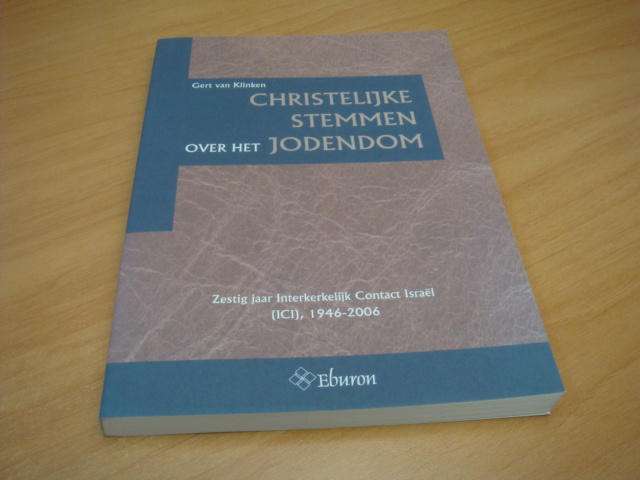 Gert van Klinken
CHRISTELIJKE
STEMMEN
OVER HET JODENDOM
Zestig jaar Interkerkelijk Contact Israël
(ICI), 1946-2006
Eburon